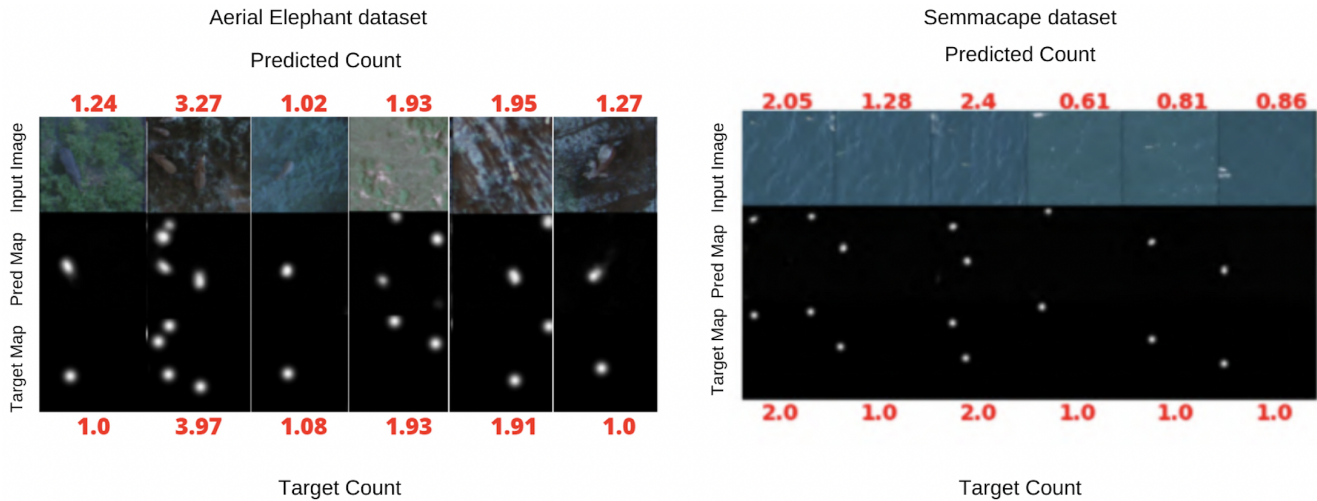 Aerial Elephant dataset
Predicted Count
1.24 3.27 1.02 1.93 1.95 1.27
Input Image
Pred Map
Target Map
1.0 3.97 1.08 1.93 1.91 1.0
Target Count
Semmacape dataset
Predicted Count
2.05 1.28 2.4 0.61 0.81 0.86
Input Image
Pred Map
Target Map
2.0 1.0 2.0 1.0 1.0 1.0
Target Count